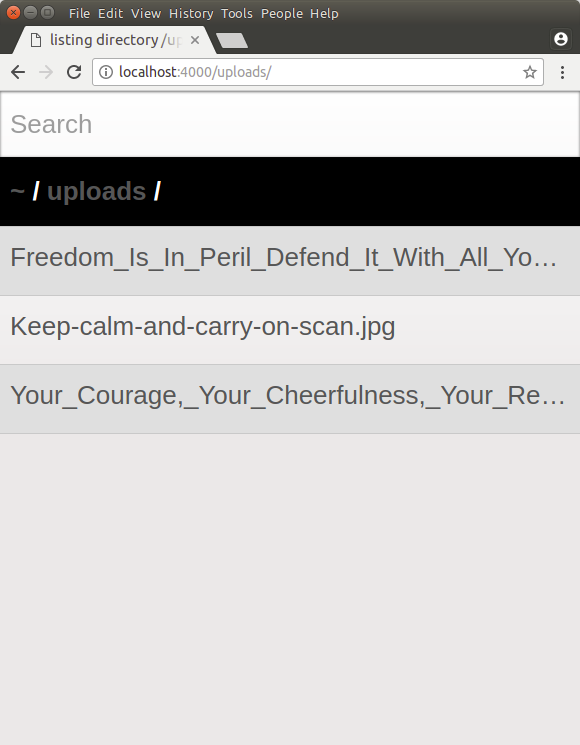 File Edit View History Tools People Help
listing directory /up
localhost:4000/uploads/
Search
~ / uploads /
Freedom_Is_In_Peril_Defend_It_With_All_Yo…
Keep-calm-and-carry-on-scan.jpg
Your_Courage,_Your_Cheerfulness,_Your_Re…